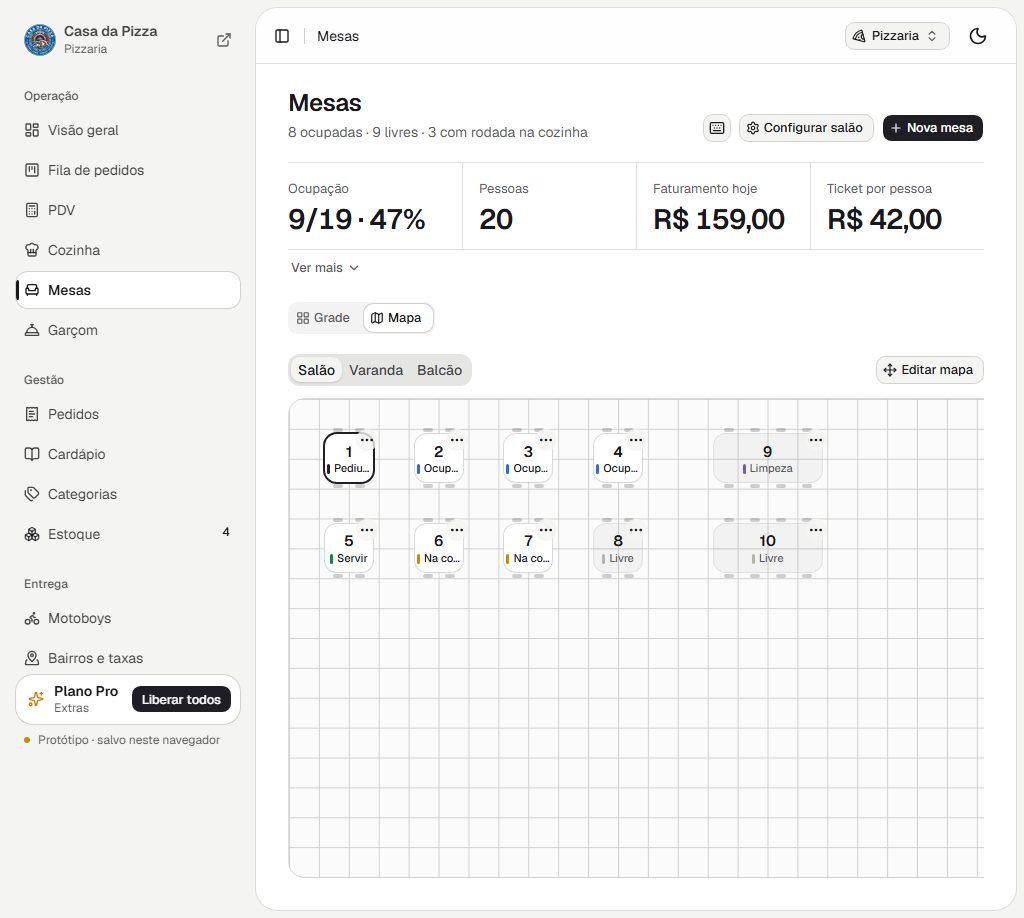 Casa da Pizza
Pizzaria
Operação
Visão geral
Fila de pedidos
PDV
Cozinha
Mesas
Garçom
Gestão
Pedidos
Cardápio
Categorias
Estoque
4
Entrega
Motoboys
Bairros e taxas
Plano Pro
Extras
Liberar todos
Protótipo · salvo neste navegador
Mesas
Pizzaria
Mesas
8 ocupadas · 9 livres · 3 com rodada na cozinha
Configurar salão
+ Nova mesa
Ocupação
9/19 · 47%
Pessoas
20
Faturamento hoje
R$ 159,00
Ticket por pessoa
R$ 42,00
Ver mais
Grade
Mapa
Salão
Varanda
Balcão
Editar mapa
1
Pediu...
2
Ocup...
3
Ocup...
4
Ocup...
9
Limpeza
5
Servir
6
Na co...
7
Na co...
8
Livre
10
Livre